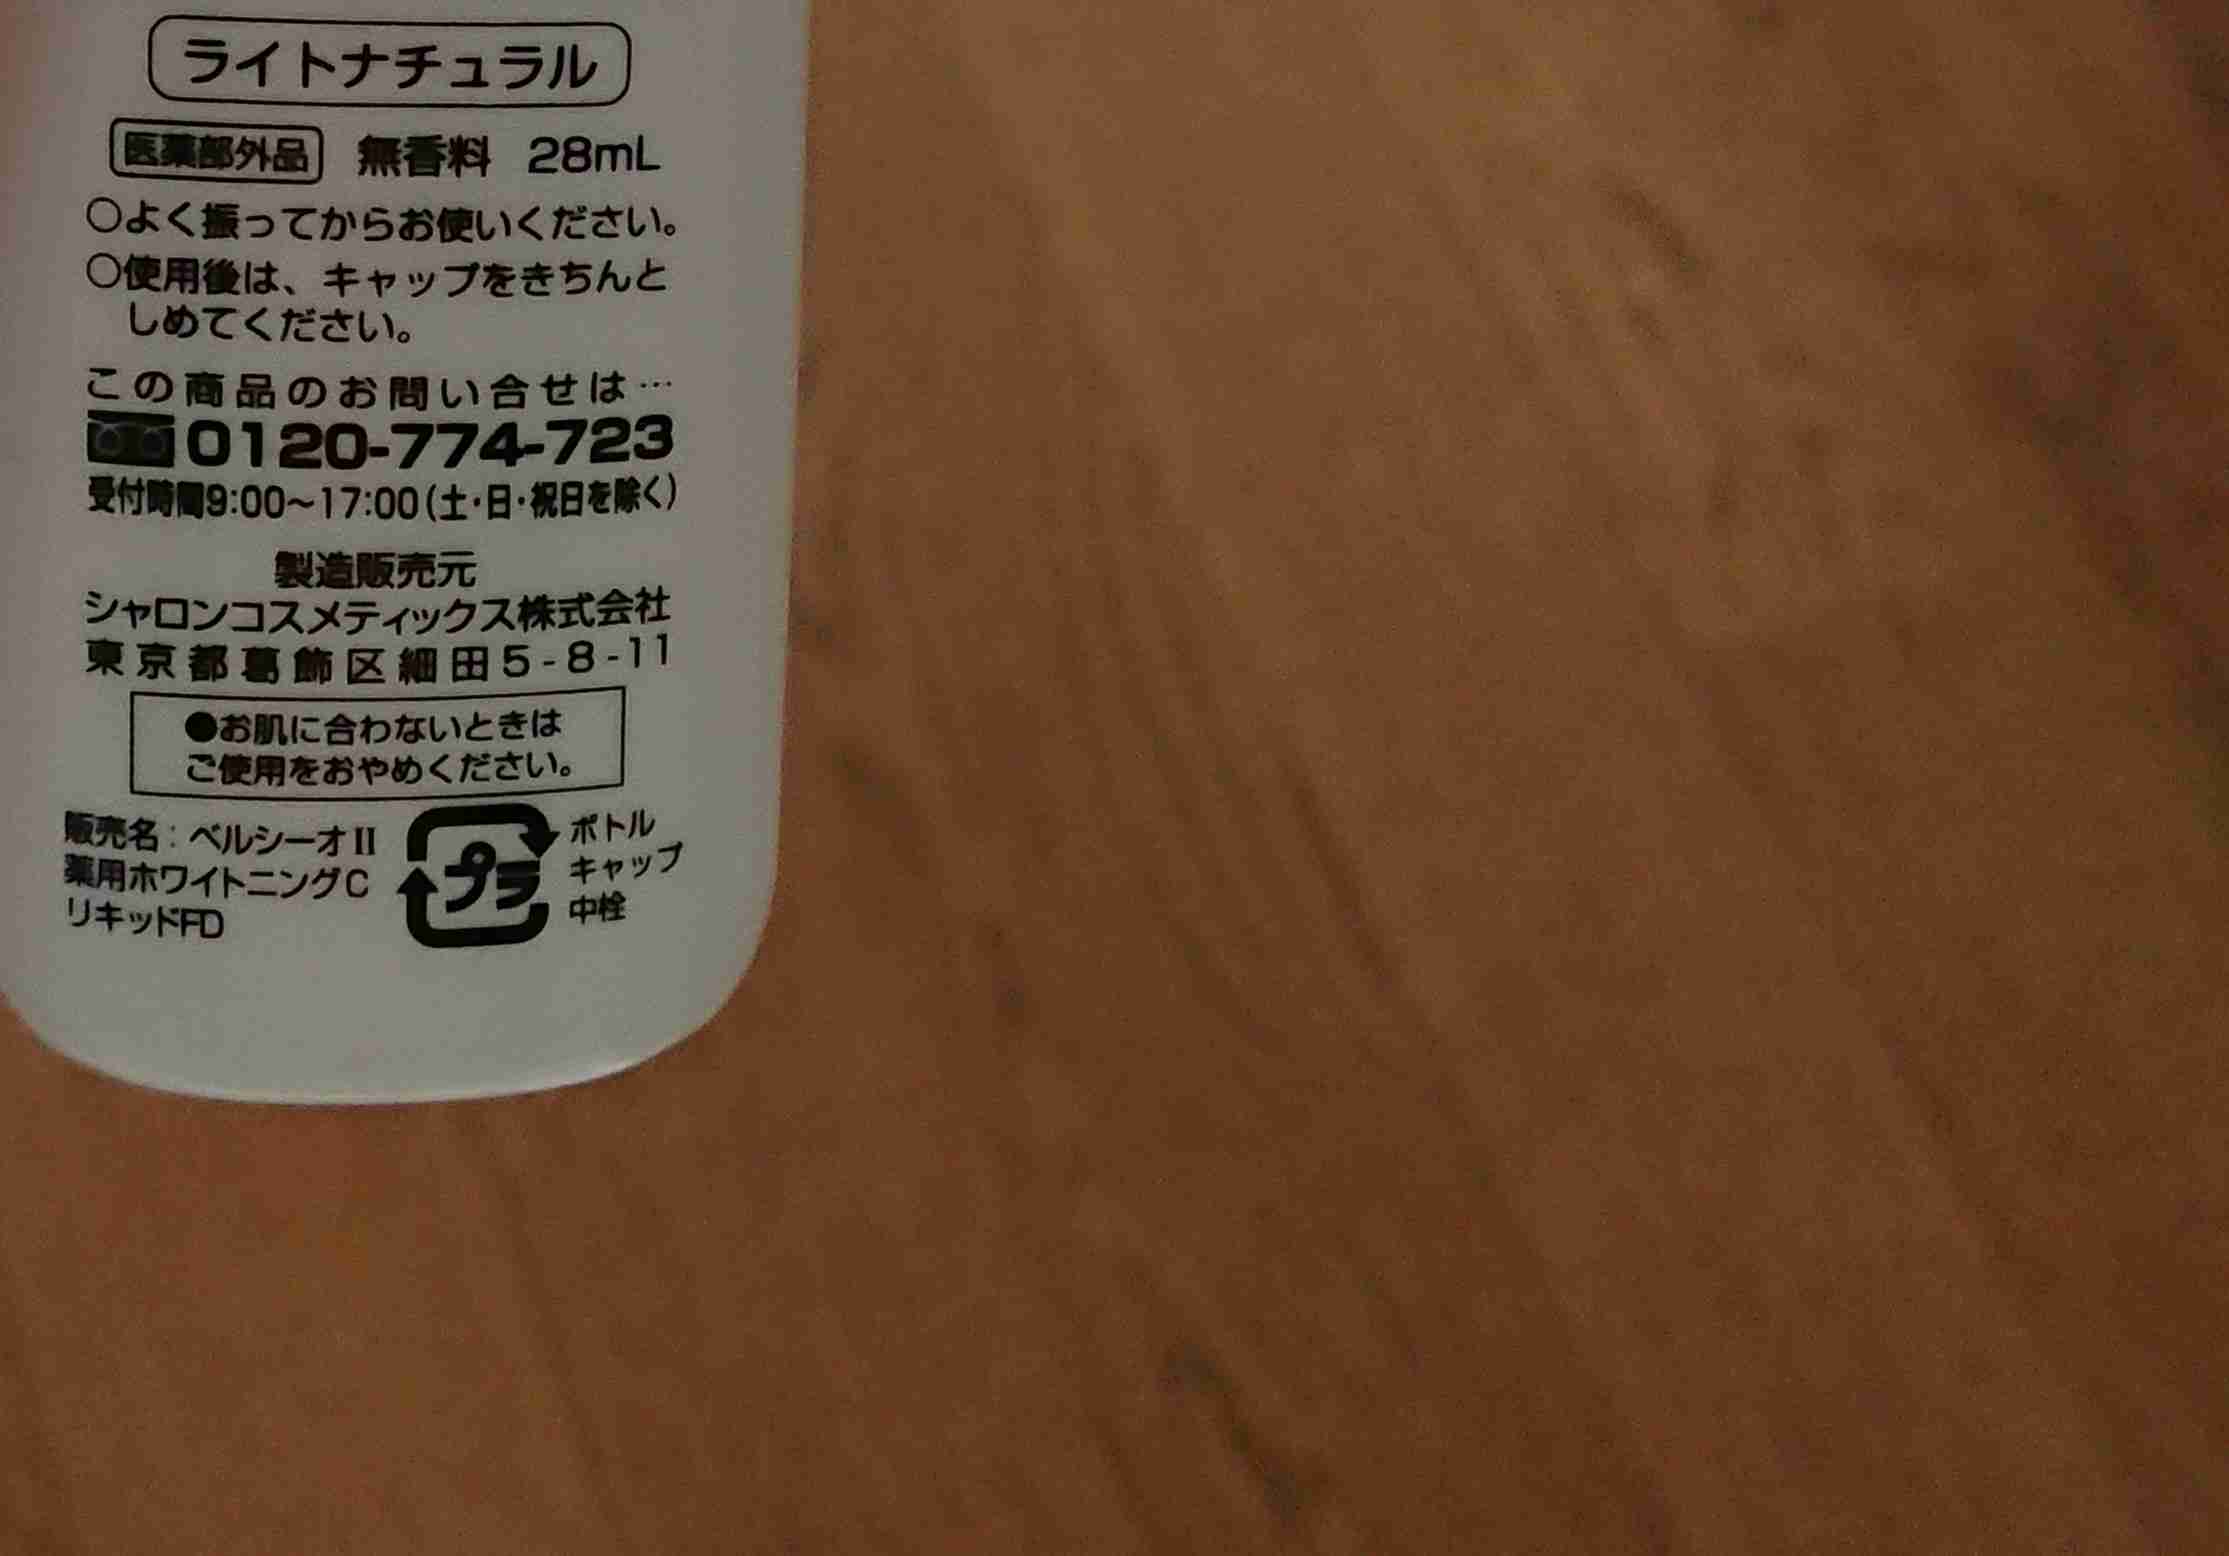 ライトナチュラル
医薬部外品 無香料 28mL
○よく振ってからお使いください。
○使用後は、キャップをきちんと
しめてください。
この商品のお問い合せは…
0120-774-723
受付時間9:00～17:00(土・日・祝日を除く)
製造販売元
シャロンコスメティックス株式会社
東京都葛飾区細田5-8-11
●お肌に合わないときは
ご使用をおやめください。
販売名：ベルシーオII
薬用ホワイトニングC
リキッドFD
プラ
ボトル
キャップ
中栓